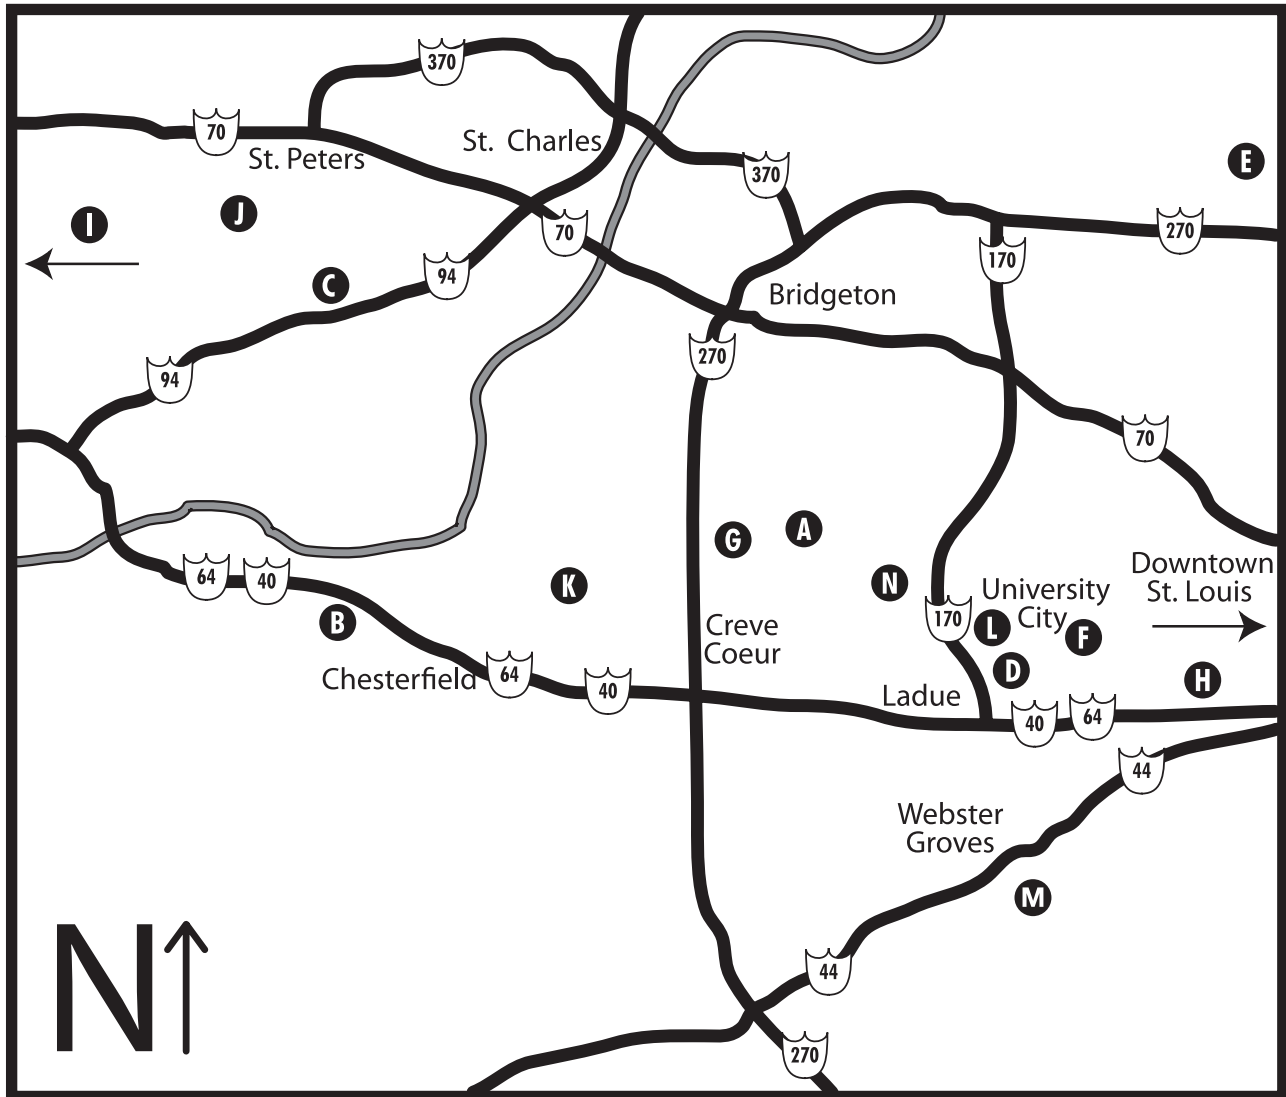 370
70
St. Charles
St. Peters
E
370
J
I
70
270
170
94
C
Bridgeton
270
94
70
A
G
Downtown
St. Louis
64
40
K
N
University
City
170
L
F
B
Creve
Coeur
D
Chesterfield
64
40
Ladue
H
40
64
44
Webster
Groves
M
44
N
270